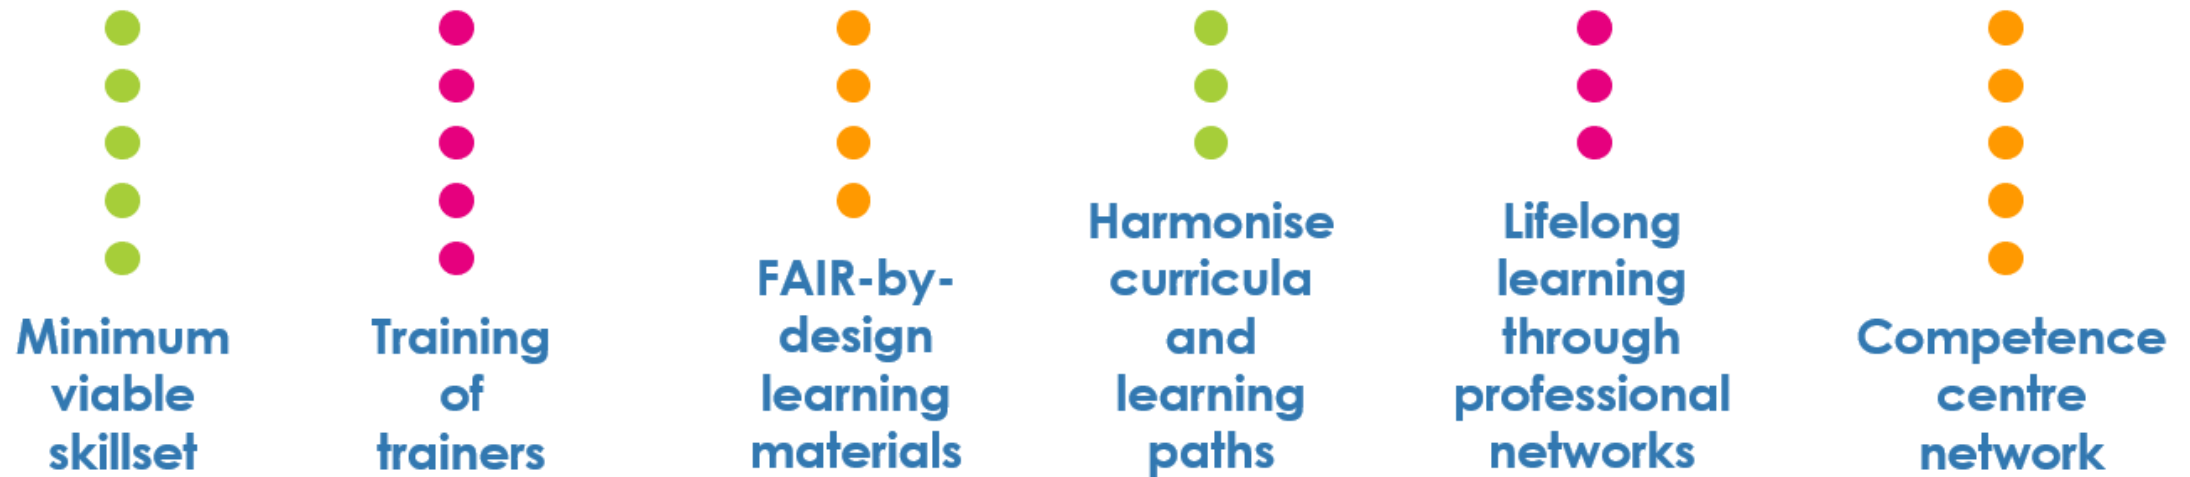 Minimum
viable
skillset
Training
of
trainers
FAIR-by-
design
learning
materials
Harmonise
curricula
and
learning
paths
Lifelong
learning
through
professional
networks
Competence
centre
network